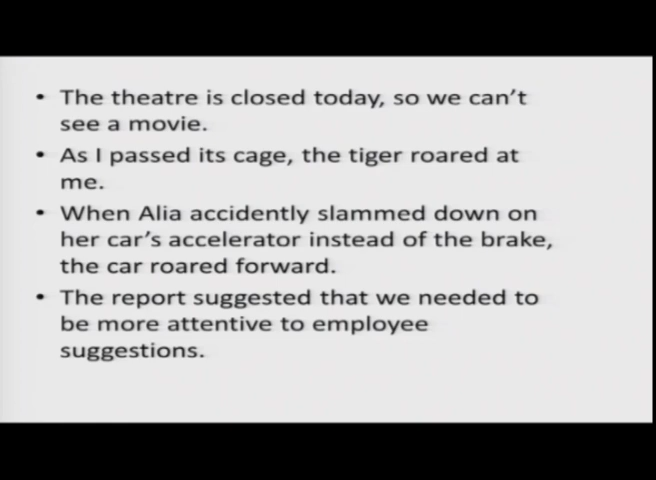 • The theatre is closed today, so we can't
see a movie.
• As I passed its cage, the tiger roared at
me.
• When Alia accidently slammed down on
her car's accelerator instead of the brake,
the car roared forward.
• The report suggested that we needed to
be more attentive to employee
suggestions.